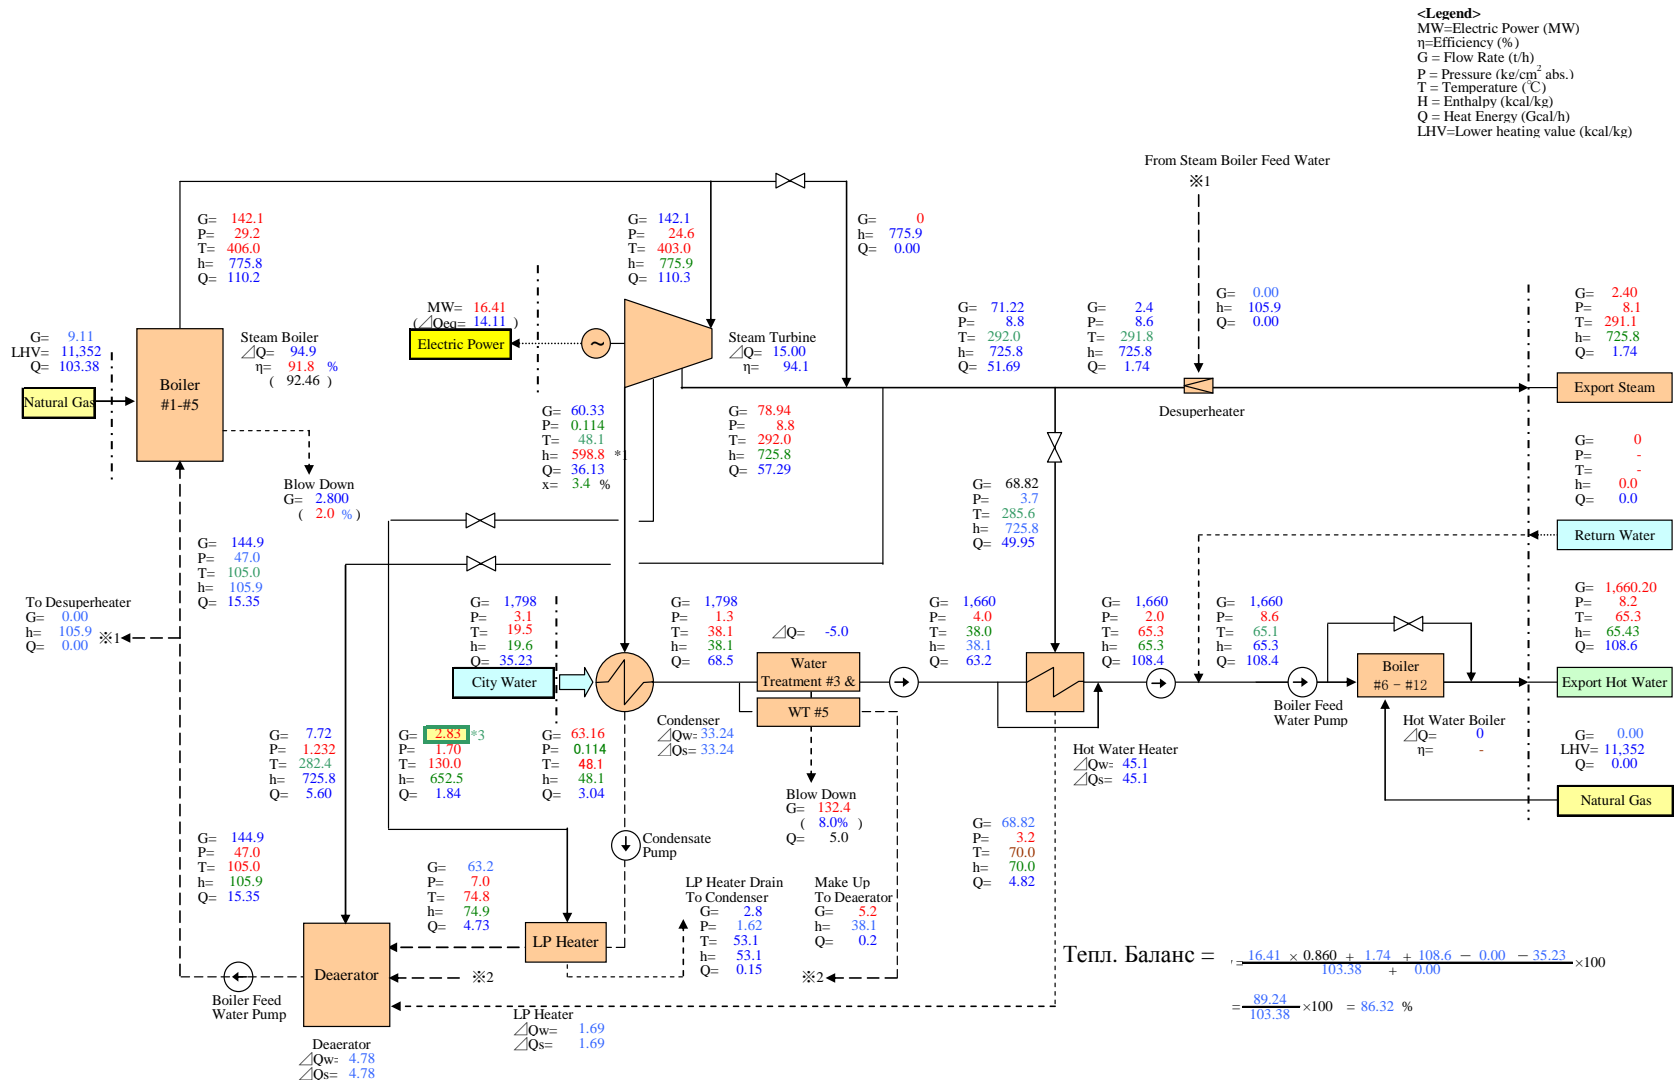 <Legend>
MW=Electric Power (MW)
η=Efficiency (%)
G = Flow Rate (t/h)
P = Pressure (kg/cm² abs.)
T = Temperature (℃)
H = Enthalpy (kcal/kg)
Q = Heat Energy (Gcal/h)
LHV=Lower heating value (kcal/kg)
From Steam Boiler Feed Water
※1
G= 142.1
P= 29.2
T= 406.0
h= 775.8
Q= 110.2
G= 142.1
P= 24.6
T= 403.0
h= 775.9
Q= 110.3
G= 0
h= 775.9
Q= 0.00
MW= 16.41
(⊿Qeq= 14.11 )
Electric Power
~
Steam Turbine
⊿Q= 15.00
η= 94.1
G= 71.22
P= 8.8
T= 292.0
h= 725.8
Q= 51.69
G= 2.4
P= 8.6
T= 291.8
h= 725.8
Q= 1.74
G= 0.00
h= 105.9
Q= 0.00
G= 2.40
P= 8.1
T= 291.1
h= 725.8
Q= 1.74
G= 9.11
LHV= 11,352
Q= 103.38
Natural Gas
Boiler
#1-#5
Steam Boiler
⊿Q= 94.9
η= 91.8 %
( 92.46 )
Desuperheater
Export Steam
G= 60.33
P= 0.114
T= 48.1
h= 598.8 *1
Q= 36.13
x= 3.4 %
G= 78.94
P= 8.8
T= 292.0
h= 725.8
Q= 57.29
G= 0
P= -
T= -
h= 0.0
Q= 0.0
Blow Down
G= 2.800
( 2.0 % )
G= 68.82
P= 3.7
T= 285.6
h= 725.8
Q= 49.95
Return Water
G= 144.9
P= 47.0
T= 105.0
h= 105.9
Q= 15.35
To Desuperheater
G= 0.00
h= 105.9
Q= 0.00
※1
G= 1,798
P= 3.1
T= 19.5
h= 19.6
Q= 35.23
City Water
G= 1,798
P= 1.3
T= 38.1
h= 38.1
Q= 68.5
⊿Q= -5.0
Water
Treatment #3 &
WT #5
G= 1,660
P= 4.0
T= 38.0
h= 38.1
Q= 63.2
G= 1,660
P= 2.0
T= 65.3
h= 65.3
Q= 108.4
G= 1,660
P= 8.6
T= 65.1
h= 65.3
Q= 108.4
G= 1,660.20
P= 8.2
T= 65.3
h= 65.43
Q= 108.6
Boiler
#6 - #12
Export Hot Water
Boiler Feed
Water Pump
Hot Water Boiler
⊿Q= 0
η= -
G= 0.00
LHV= 11,352
Q= 0.00
Natural Gas
G= 7.72
P= 1.232
T= 282.4
h= 725.8
Q= 5.60
G= 2.83 *3
P= 1.70
T= 130.0
h= 652.5
Q= 1.84
G= 63.16
P= 0.114
T= 48.1
h= 48.1
Q= 3.04
Condenser
⊿Qw= 33.24
⊿Qs= 33.24
Hot Water Heater
⊿Qw= 45.1
⊿Qs= 45.1
Blow Down
G= 132.4
( 8.0% )
Q= 5.0
G= 144.9
P= 47.0
T= 105.0
h= 105.9
Q= 15.35
G= 63.2
P= 7.0
T= 74.8
h= 74.9
Q= 4.73
Condensate
Pump
G= 68.82
P= 3.2
T= 70.0
h= 70.0
Q= 4.82
LP Heater Drain
To Condenser
G= 2.8
P= 1.62
T= 53.1
h= 53.1
Q= 0.15
Make Up
To Deaerator
G= 5.2
h= 38.1
Q= 0.2
LP Heater
Deaerator
※2
※2
Boiler Feed
Water Pump
LP Heater
⊿Qw= 1.69
⊿Qs= 1.69
Deaerator
⊿Qw= 4.78
⊿Qs= 4.78
Тепл. Баланс = = 16.41 × 0.860 + 1.74 + 108.6 - 0.00 - 35.23 ×100
103.38 + 0.00
= 89.24 ×100 = 86.32 %
103.38